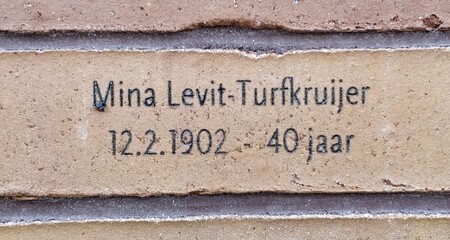 Mina Levit-Turfkruijer
12.2.1902 - 40 jaar